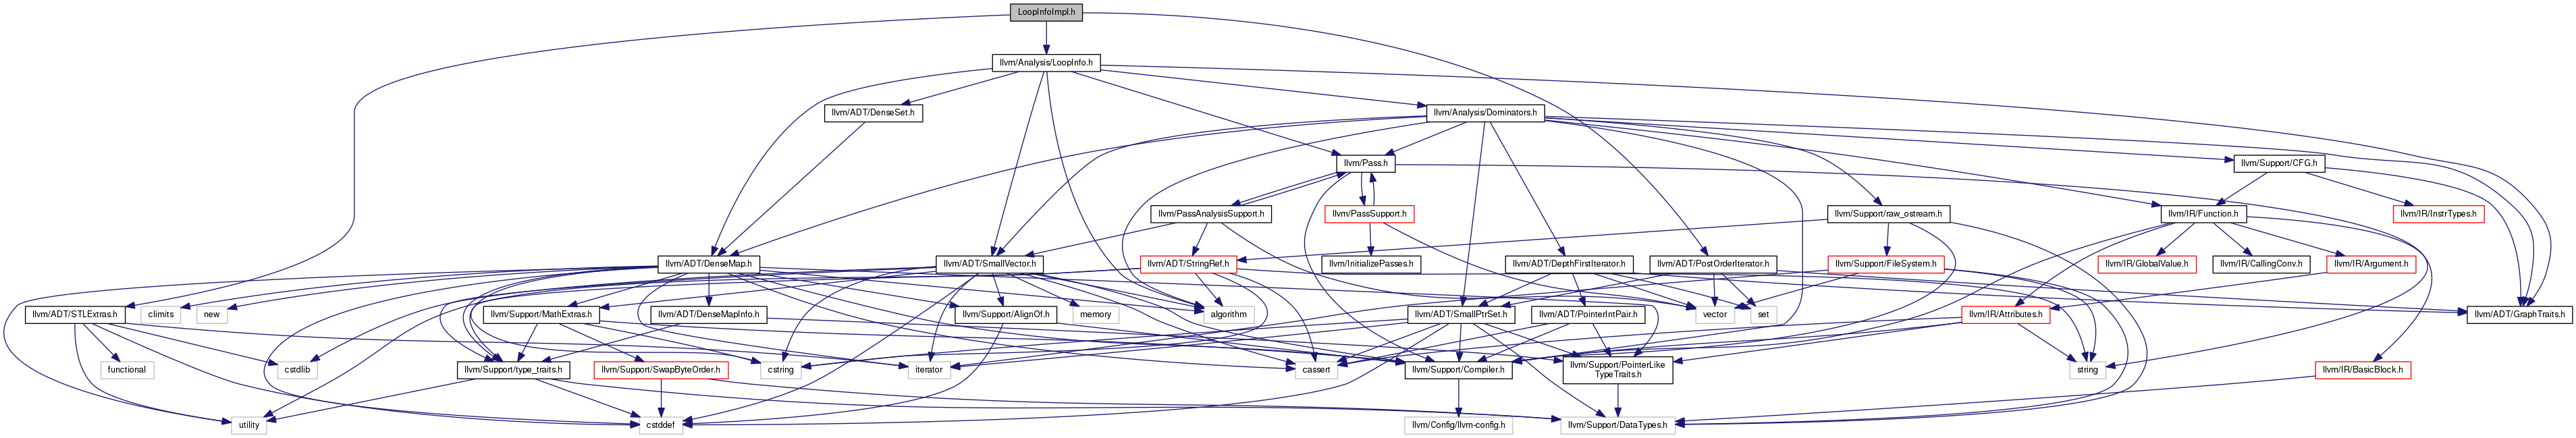 LoopInfoImpl.h
llvm/Analysis/LoopInfo.h
llvm/ADT/DenseSet.h
llvm/Analysis/Dominators.h
llvm/Pass.h
llvm/Support/CFG.h
llvm/PassAnalysisSupport.h
llvm/PassSupport.h
llvm/Support/raw_ostream.h
llvm/IR/Function.h
llvm/IR/InstrTypes.h
llvm/ADT/DenseMap.h
llvm/ADT/SmallVector.h
llvm/ADT/StringRef.h
llvm/InitializePasses.h
llvm/ADT/DepthFirstIterator.h
llvm/ADT/PostOrderIterator.h
llvm/Support/FileSystem.h
llvm/IR/GlobalValue.h
llvm/IR/CallingConv.h
llvm/IR/Argument.h
llvm/ADT/STLExtras.h
climits
new
llvm/Support/MathExtras.h
llvm/ADT/DenseMapInfo.h
llvm/Support/AlignOf.h
memory
algorithm
llvm/ADT/SmallPtrSet.h
llvm/ADT/PointerIntPair.h
vector
set
llvm/IR/Attributes.h
llvm/ADT/GraphTraits.h
functional
cstdlib
llvm/Support/type_traits.h
llvm/Support/SwapByteOrder.h
cstring
iterator
cassert
llvm/Support/Compiler.h
llvm/Support/PointerLike
TypeTraits.h
string
llvm/IR/BasicBlock.h
utility
cstddef
llvm/Config/llvm-config.h
llvm/Support/DataTypes.h